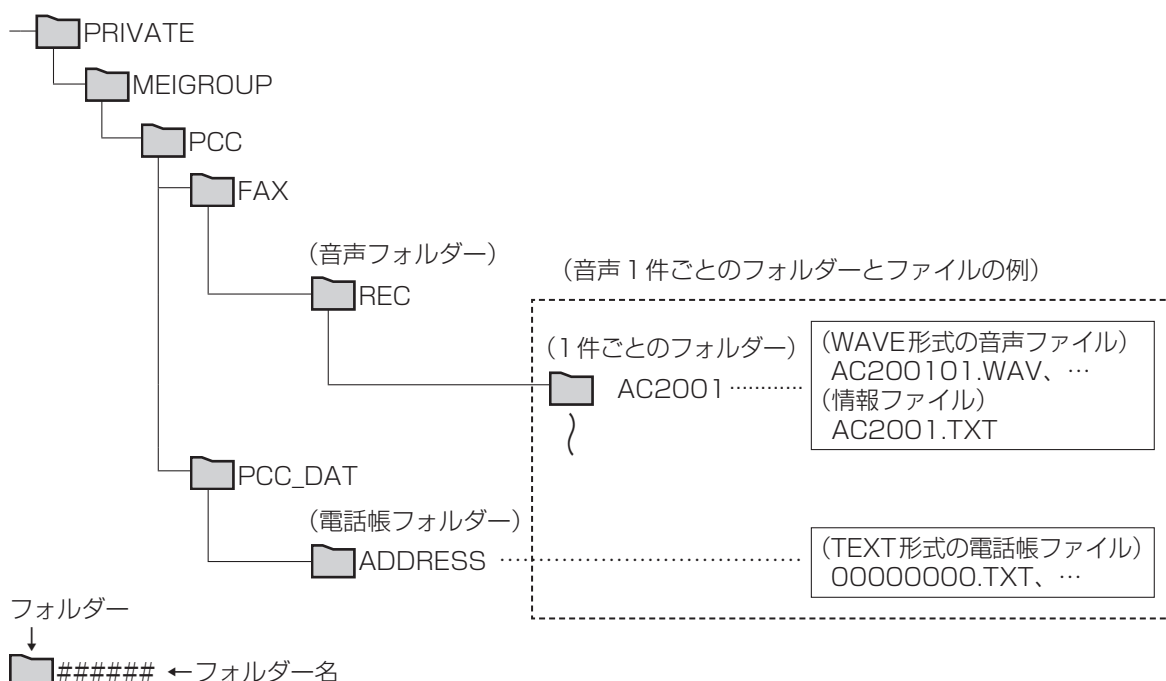 PRIVATE
MEIGROUP
PCC
FAX
(音声フォルダー)
REC
(音声1件ごとのフォルダーとファイルの例)
(1件ごとのフォルダー)
AC2001
(WAVE形式の音声ファイル)
AC200101.WAV、…
(情報ファイル)
AC2001.TXT
PCC_DAT
(電話帳フォルダー)
ADDRESS
(TEXT形式の電話帳ファイル)
00000000.TXT、…
フォルダー
↓
###### ←フォルダー名